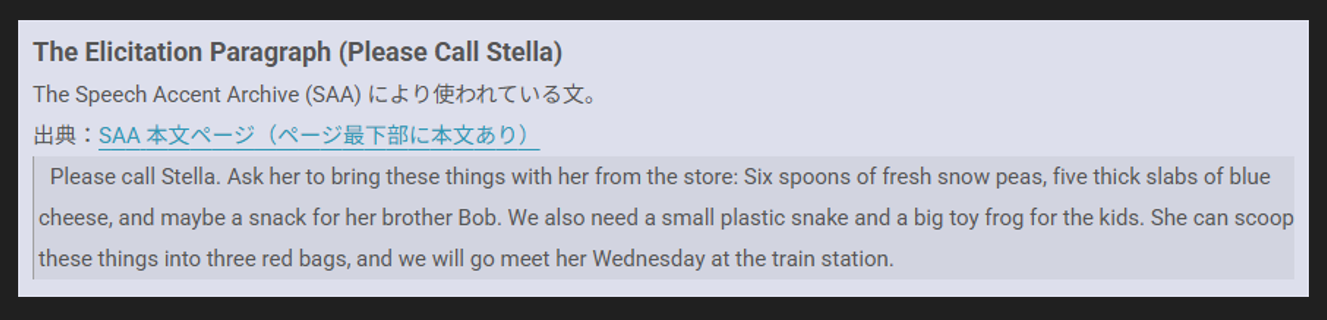 The Elicitation Paragraph (Please Call Stella)
The Speech Accent Archive (SAA) により使われている文。
出典：SAA 本文ページ（ページ最下部に本文あり）
Please call Stella. Ask her to bring these things with her from the store: Six spoons of fresh snow peas, five thick slabs of blue
cheese, and maybe a snack for her brother Bob. We also need a small plastic snake and a big toy frog for the kids. She can scoop
these things into three red bags, and we will go meet her Wednesday at the train station.